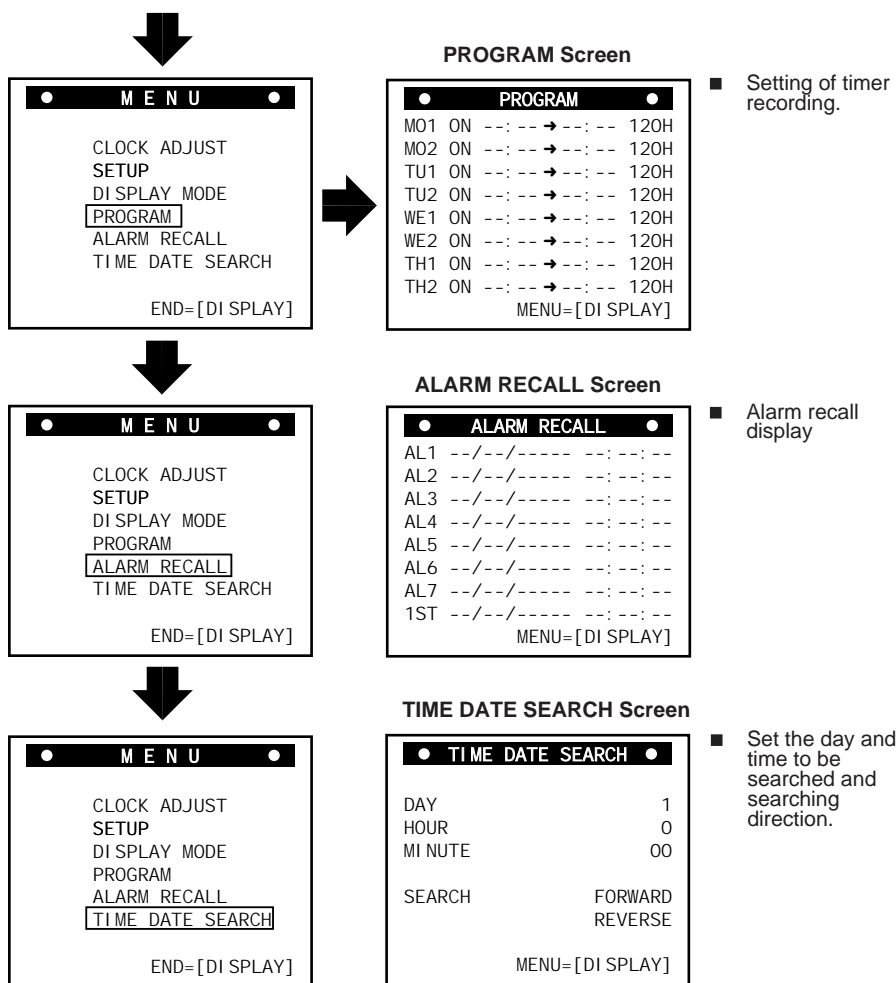 PROGRAM Screen
● M E N U ●
CLOCK ADJUST
SETUP
DISPLAY MODE
PROGRAM
ALARM RECALL
TIME DATE SEARCH
END=[DISPLAY]
● PROGRAM ●
MO1 ON --:-- ➔ --:-- 120H
MO2 ON --:-- ➔ --:-- 120H
TU1 ON --:-- ➔ --:-- 120H
TU2 ON --:-- ➔ --:-- 120H
WE1 ON --:-- ➔ --:-- 120H
WE2 ON --:-- ➔ --:-- 120H
TH1 ON --:-- ➔ --:-- 120H
TH2 ON --:-- ➔ --:-- 120H
MENU=[DISPLAY]
■ Setting of timer
recording.
ALARM RECALL Screen
● M E N U ●
CLOCK ADJUST
SETUP
DISPLAY MODE
PROGRAM
ALARM RECALL
TIME DATE SEARCH
END=[DISPLAY]
● ALARM RECALL ●
AL1 --/--/----- --:--:--
AL2 --/--/----- --:--:--
AL3 --/--/----- --:--:--
AL4 --/--/----- --:--:--
AL5 --/--/----- --:--:--
AL6 --/--/----- --:--:--
AL7 --/--/----- --:--:--
1ST --/--/----- --:--:--
MENU=[DISPLAY]
■ Alarm recall
display
TIME DATE SEARCH Screen
● M E N U ●
CLOCK ADJUST
SETUP
DISPLAY MODE
PROGRAM
ALARM RECALL
TIME DATE SEARCH
END=[DISPLAY]
● TIME DATE SEARCH ●
DAY 1
HOUR 0
MINUTE 00
SEARCH FORWARD
REVERSE
MENU=[DISPLAY]
■ Set the day and
time to be
searched and
searching
direction.